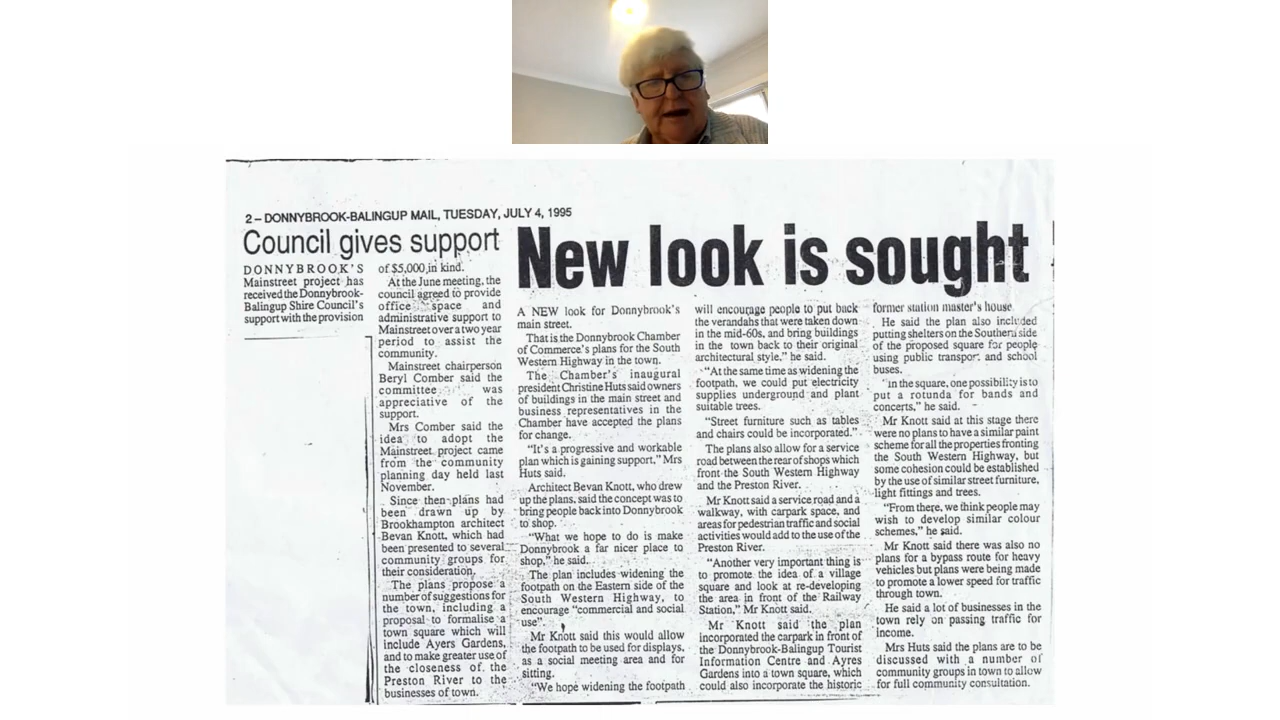 2 – DONNYBROOK-BALINGUP MAIL, TUESDAY, JULY 4, 1995
Council gives support
DONNYBROOK'S
Mainstreet project has
received the Donnybrook-
Balingup Shire Council's
support with the provision
of $5,000 in kind.
At the June meeting, the
council agreed to provide
office space and
administrative support to
Mainstreet over a two year
period to assist the
community.
Mainstreet chairperson
Beryl Comber said the
committee was
appreciative of the
support.
Mrs Comber said the
idea to adopt the
Mainstreet project came
from the community
planning day held last
November.
Since then plans had
been drawn up by
Brookhampton architect
Bevan Knott, which had
been presented to several
community groups for
their consideration.
The plans propose a
number of suggestions for
the town, including a
proposal to formalise a
town square which will
include Ayers Gardens,
and to make greater use of
the closeness of the
Preston River to the
businesses of town.
New look is sought
A NEW look for Donnybrook's
main street.
That is the Donnybrook Chamber
of Commerce's plans for the South
Western Highway in the town.
The Chamber's inaugural
president Christine Huts said owners
of buildings in the main street and
business representatives in the
Chamber have accepted the plans
for change.
"It's a progressive and workable
plan which is gaining support," Mrs
Huts said.
Architect Bevan Knott, who drew
up the plans, said the concept was to
bring people back into Donnybrook
to shop.
"What we hope to do is make
Donnybrook a far nicer place to
shop," he said.
The plan includes widening the
footpath on the Eastern side of the
South Western Highway, to
encourage "commercial and social
use".
Mr Knott said this would allow
the footpath to be used for displays,
as a social meeting area and for
sitting.
"We hope widening the footpath
will encourage people to put back
the verandahs that were taken down
in the mid-60s, and bring buildings
in the town back to their original
architectural style," he said.
"At the same time as widening the
footpath, we could put electricity
supplies underground and plant
suitable trees.
"Street furniture such as tables
and chairs could be incorporated."
The plans also allow for a service
road between the rear of shops which
front the South Western Highway
and the Preston River.
Mr Knott said a service road and a
walkway, with carpark space, and
areas for pedestrian traffic and social
activities would add to the use of the
Preston River.
"Another very important thing is
to promote the idea of a village
square and look at re-developing
the area in front of the Railway
Station," Mr Knott said.
Mr Knott said the plan
incorporated the carpark in front of
the Donnybrook-Balingup Tourist
Information Centre and Ayres
Gardens into a town square, which
could also incorporate the historic
former station master's house.
He said the plan also included
putting shelters on the Southern side
of the proposed square for people
using public transport and school
buses.
"In the square, one possibility is to
put a rotunda for bands and
concerts," he said.
Mr Knott said at this stage there
were no plans to have a similar paint
scheme for all the properties fronting
the South Western Highway, but
some cohesion could be established
by the use of similar street furniture,
light fittings and trees.
"From there, we think people may
wish to develop similar colour
schemes," he said.
Mr Knott said there was also no
plans for a bypass route for heavy
vehicles but plans were being made
to promote a lower speed for traffic
through town.
He said a lot of businesses in the
town rely on passing traffic for
income.
Mrs Huts said the plans are to be
discussed with a number of
community groups in town to allow
for full community consultation.